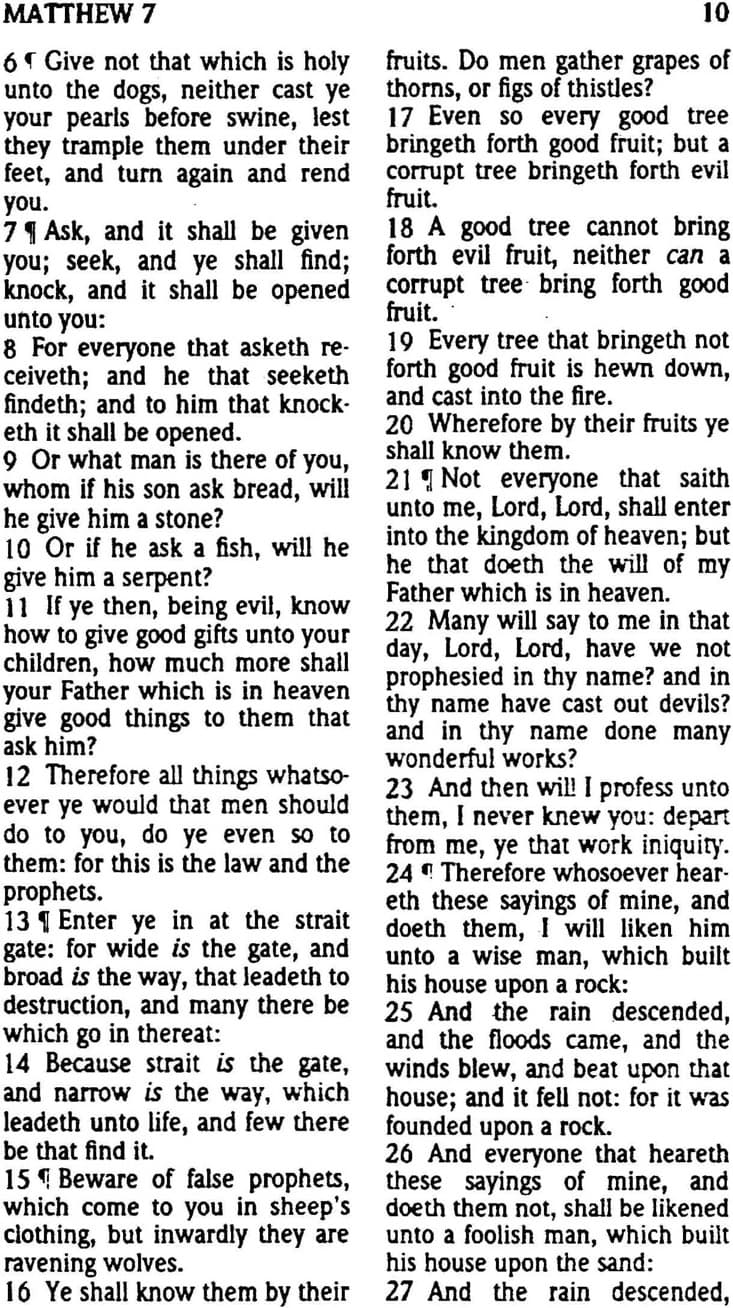 MATTHEW 7
10
6 ¶ Give not that which is holy
unto the dogs, neither cast ye
your pearls before swine, lest
they trample them under their
feet, and turn again and rend
you.
7 ¶ Ask, and it shall be given
you; seek, and ye shall find;
knock, and it shall be opened
unto you:
8 For everyone that asketh re-
ceiveth; and he that seeketh
findeth; and to him that knock-
eth it shall be opened.
9 Or what man is there of you,
whom if his son ask bread, will
he give him a stone?
10 Or if he ask a fish, will he
give him a serpent?
11 If ye then, being evil, know
how to give good gifts unto your
children, how much more shall
your Father which is in heaven
give good things to them that
ask him?
12 Therefore all things whatso-
ever ye would that men should
do to you, do ye even so to
them: for this is the law and the
prophets.
13 ¶ Enter ye in at the strait
gate: for wide is the gate, and
broad is the way, that leadeth to
destruction, and many there be
which go in thereat:
14 Because strait is the gate,
and narrow is the way, which
leadeth unto life, and few there
be that find it.
15 ¶ Beware of false prophets,
which come to you in sheep's
clothing, but inwardly they are
ravening wolves.
16 Ye shall know them by their
fruits. Do men gather grapes of
thorns, or figs of thistles?
17 Even so every good tree
bringeth forth good fruit; but a
corrupt tree bringeth forth evil
fruit.
18 A good tree cannot bring
forth evil fruit, neither can a
corrupt tree bring forth good
fruit.
19 Every tree that bringeth not
forth good fruit is hewn down,
and cast into the fire.
20 Wherefore by their fruits ye
shall know them.
21 ¶ Not everyone that saith
unto me, Lord, Lord, shall enter
into the kingdom of heaven; but
he that doeth the will of my
Father which is in heaven.
22 Many will say to me in that
day, Lord, Lord, have we not
prophesied in thy name? and in
thy name have cast out devils?
and in thy name done many
wonderful works?
23 And then will I profess unto
them, I never knew you: depart
from me, ye that work iniquity.
24 ¶ Therefore whosoever hear-
eth these sayings of mine, and
doeth them, I will liken him
unto a wise man, which built
his house upon a rock:
25 And the rain descended,
and the floods came, and the
winds blew, and beat upon that
house; and it fell not: for it was
founded upon a rock.
26 And everyone that heareth
these sayings of mine, and
doeth them not, shall be likened
unto a foolish man, which built
his house upon the sand:
27 And the rain descended,